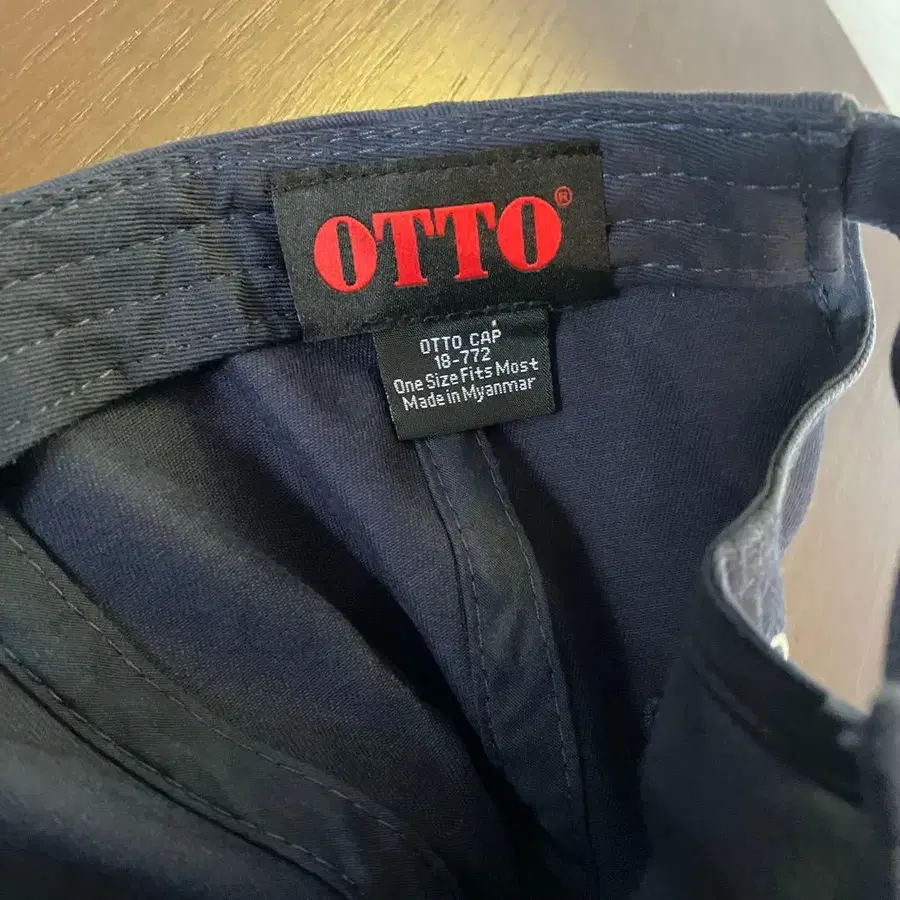 OTTO®
OTTO CAP
18-772
One Size Fits Most
Made in Myanmar